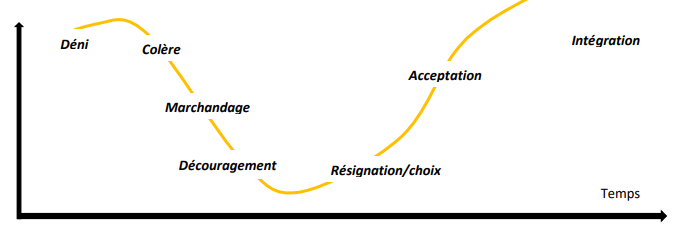 Déni
Colère
Marchandage
Découragement
Résignation/choix
Acceptation
Intégration
Temps